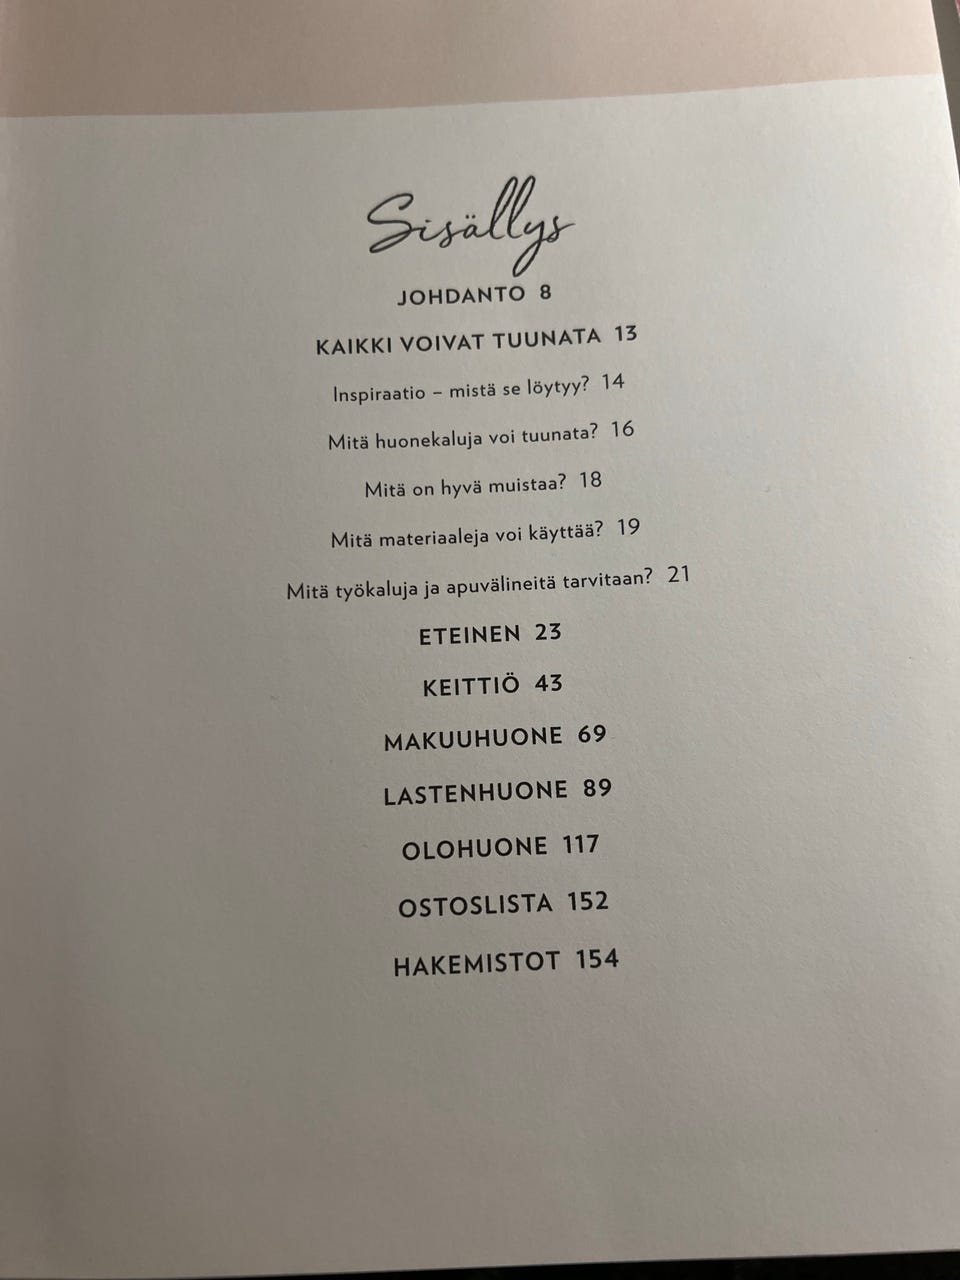 Sisällys
JOHDANTO 8
KAIKKI VOIVAT TUUNATA 13
Inspiraatio – mistä se löytyy? 14
Mitä huonekaluja voi tuunata? 16
Mitä on hyvä muistaa? 18
Mitä materiaaleja voi käyttää? 19
Mitä työkaluja ja apuvälineitä tarvitaan? 21
ETEINEN 23
KEITTIÖ 43
MAKUUHUONE 69
LASTENHUONE 89
OLOHUONE 117
OSTOSLISTA 152
HAKEMISTOT 154